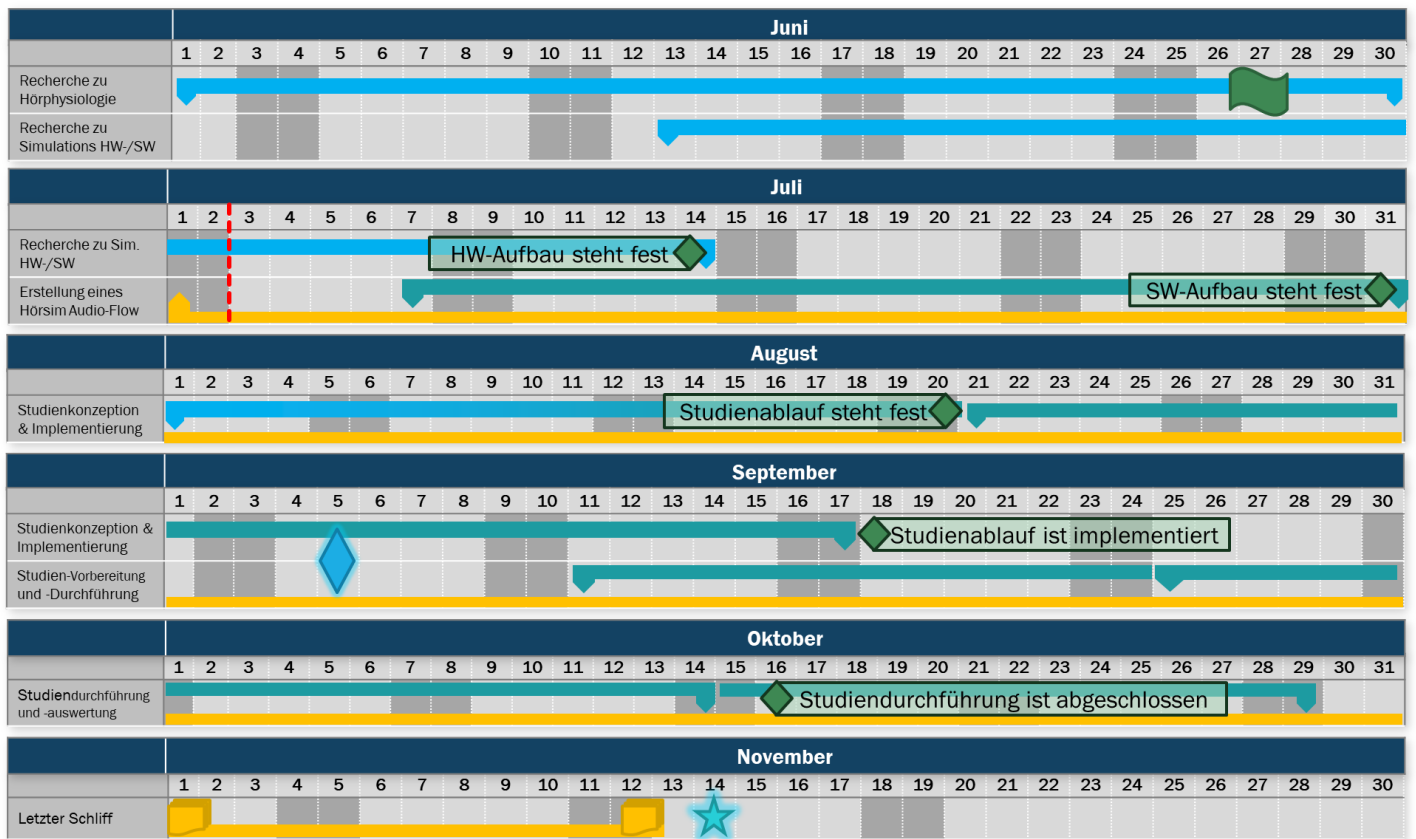 Juni
1 2 3 4 5 6 7 8 9 10 11 12 13 14 15 16 17 18 19 20 21 22 23 24 25 26 27 28 29 30
Recherche zu
Hörphysiologie
Recherche zu
Simulations HW-/SW
Juli
1 2 3 4 5 6 7 8 9 10 11 12 13 14 15 16 17 18 19 20 21 22 23 24 25 26 27 28 29 30 31
Recherche zu Sim.
HW-/SW
HW-Aufbau steht fest
Erstellung eines
Hörsim Audio-Flow
SW-Aufbau steht fest
August
1 2 3 4 5 6 7 8 9 10 11 12 13 14 15 16 17 18 19 20 21 22 23 24 25 26 27 28 29 30 31
Studienkonzeption
& Implementierung
Studienablauf steht fest
September
1 2 3 4 5 6 7 8 9 10 11 12 13 14 15 16 17 18 19 20 21 22 23 24 25 26 27 28 29 30
Studienkonzeption &
Implementierung
Studienablauf ist implementiert
Studien-Vorbereitung
und -Durchführung
Oktober
1 2 3 4 5 6 7 8 9 10 11 12 13 14 15 16 17 18 19 20 21 22 23 24 25 26 27 28 29 30 31
Studiendurchführung
und -auswertung
Studiendurchführung ist abgeschlossen
November
1 2 3 4 5 6 7 8 9 10 11 12 13 14 15 16 17 18 19 20 21 22 23 24 25 26 27 28 29 30
Letzter Schliff